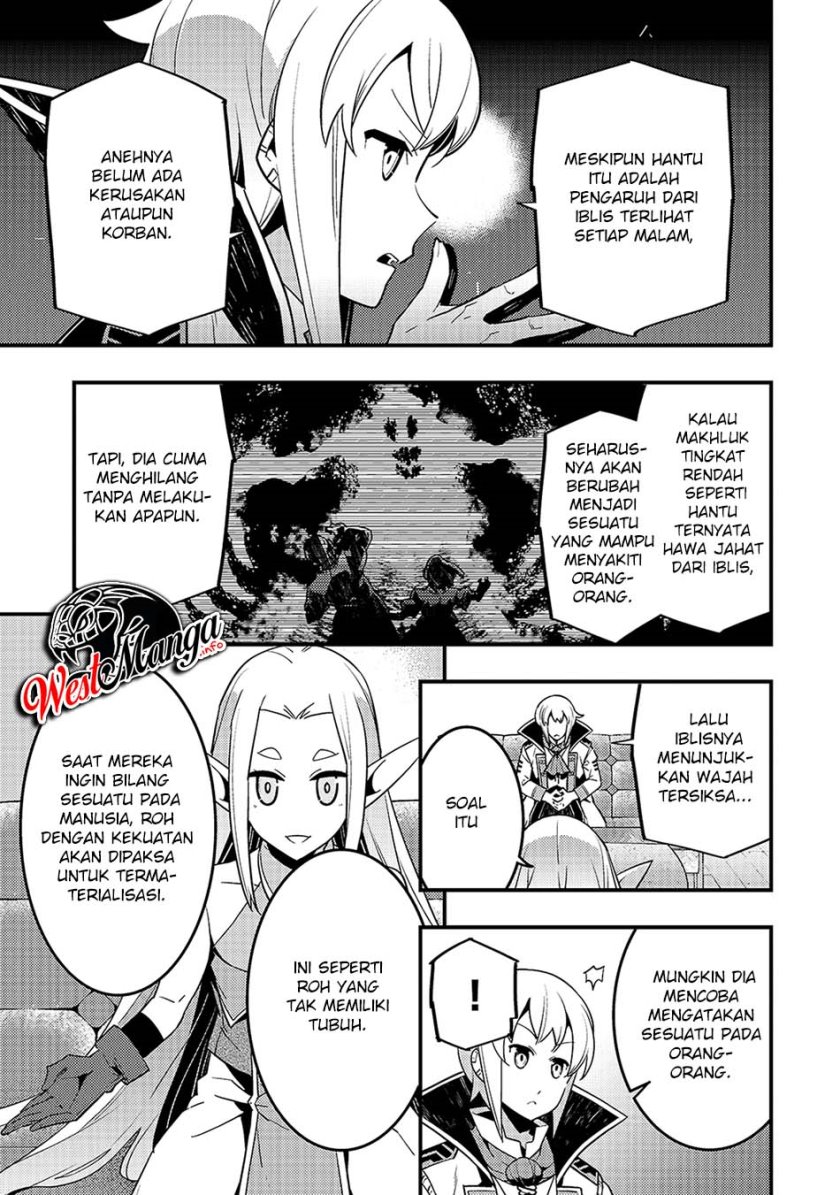 MESKIPUN HANTU
ITU ADALAH
PENGARUH DARI
IBLIS TERLIHAT
SETIAP MALAM,
ANEHNYA
BELUM ADA
KERUSAKAN
ATAUPUN
KORBAN.
KALAU
MAKHLUK
TINGKAT
RENDAH
SEPERTI
HANTU
TERNYATA
HAWA JAHAT
DARI IBLIS,
SEHARUS-
NYA AKAN
BERUBAH
MENJADI
SESUATU
YANG MAMPU
MENYAKITI
ORANG-
ORANG.
TAPI, DIA CUMA
MENGHILANG
TANPA MELAKU-
KAN APAPUN.
WestManga
.info
LALU
IBLISNYA
MENUNJUK-
KAN WAJAH
TERSIKSA...
SOAL
ITU
SAAT MEREKA
INGIN BILANG
SESUATU PADA
MANUSIA, ROH
DENGAN KEKUATAN
AKAN DIPAKSA
UNTUK TERMA-
TERIALISASI.
INI SEPERTI
ROH YANG
TAK MEMILIKI
TUBUH.
MUNGKIN DIA
MENCOBA
MENGATAKAN
SESUATU PADA
ORANG-
ORANG.
!